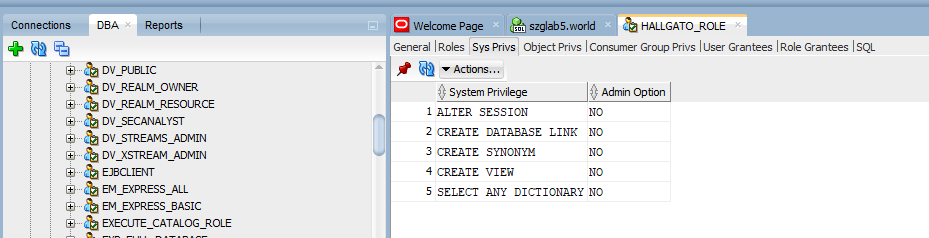 Connections DBA Reports
Welcome Page szglab5.world HALLGATO_ROLE
General Roles Sys Privs Object Privs Consumer Group Privs User Grantees Role Grantees SQL
Actions...
DV_PUBLIC
DV_REALM_OWNER
DV_REALM_RESOURCE
DV_SECANALYST
DV_STREAMS_ADMIN
DV_XSTREAM_ADMIN
EJBCLIENT
EM_EXPRESS_ALL
EM_EXPRESS_BASIC
EXECUTE_CATALOG_ROLE
System Privilege Admin Option
1 ALTER SESSION NO
2 CREATE DATABASE LINK NO
3 CREATE SYNONYM NO
4 CREATE VIEW NO
5 SELECT ANY DICTIONARY NO